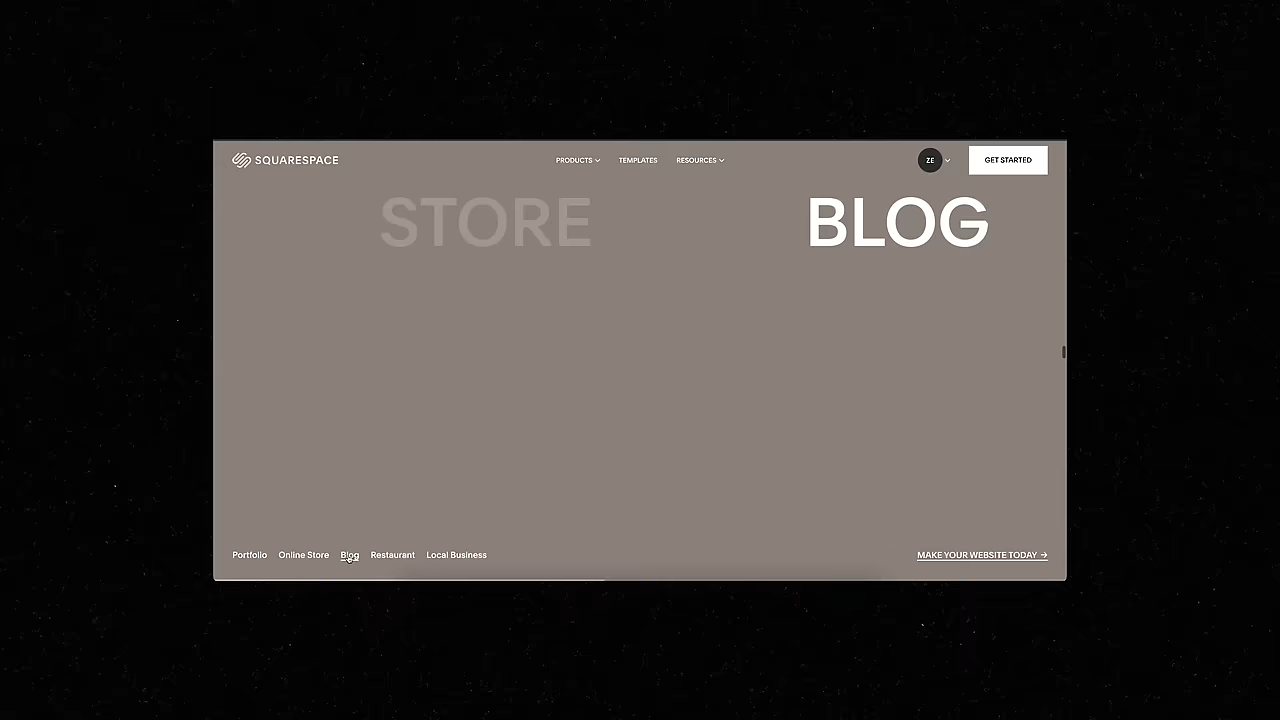 SQUARESPACE PRODUCTS TEMPLATES RESOURCES ZE GET STARTED
STORE BLOG
Portfolio Online Store Blog Restaurant Local Business MAKE YOUR WEBSITE TODAY →